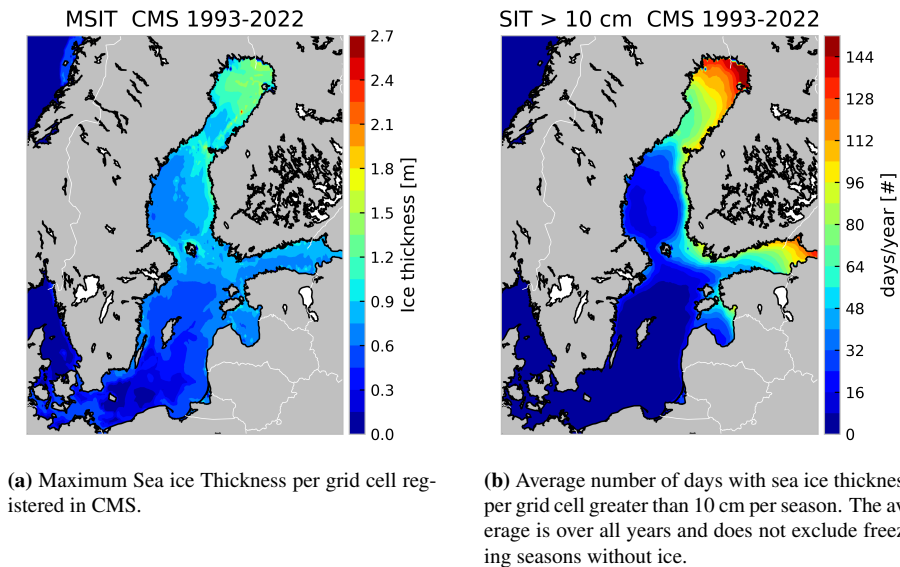 MSIT CMS 1993-2022
SIT > 10 cm CMS 1993-2022
2.7
2.4
2.1
1.8
1.5
1.2
0.9
0.6
0.3
0.0
Ice thickness [m]
144
128
112
96
80
64
48
32
16
0
days/year [#]
(a) Maximum Sea ice Thickness per grid cell reg-
istered in CMS.
(b) Average number of days with sea ice thicknes
per grid cell greater than 10 cm per season. The av
erage is over all years and does not exclude freez
ing seasons without ice.